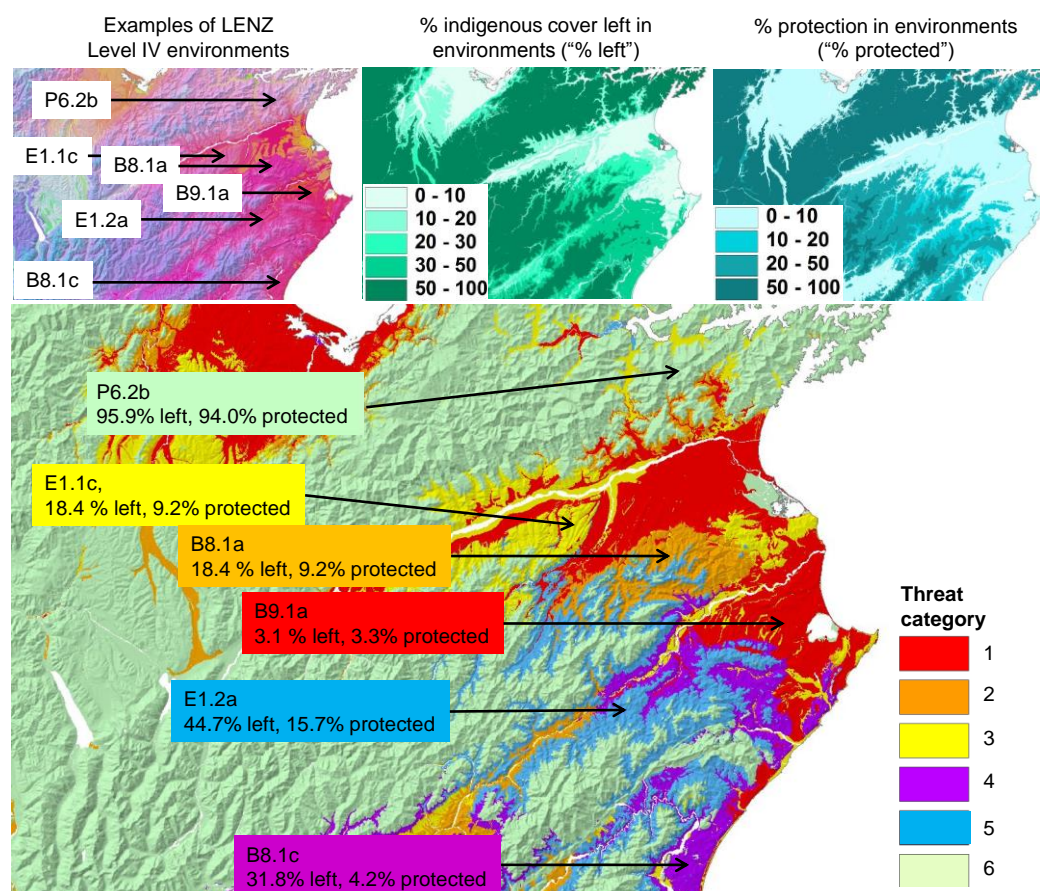 Examples of LENZ
Level IV environments
% indigenous cover left in
environments (“% left”)
% protection in environments
(“% protected”)
P6.2b
E1.1c
B8.1a
B9.1a
E1.2a
B8.1c
0 - 10
10 - 20
20 - 30
30 - 50
50 - 100
0 - 10
10 - 20
20 - 50
50 - 100
P6.2b
95.9% left, 94.0% protected
E1.1c,
18.4 % left, 9.2% protected
B8.1a
18.4 % left, 9.2% protected
B9.1a
3.1 % left, 3.3% protected
E1.2a
44.7% left, 15.7% protected
B8.1c
31.8% left, 4.2% protected
Threat
category
1
2
3
4
5
6